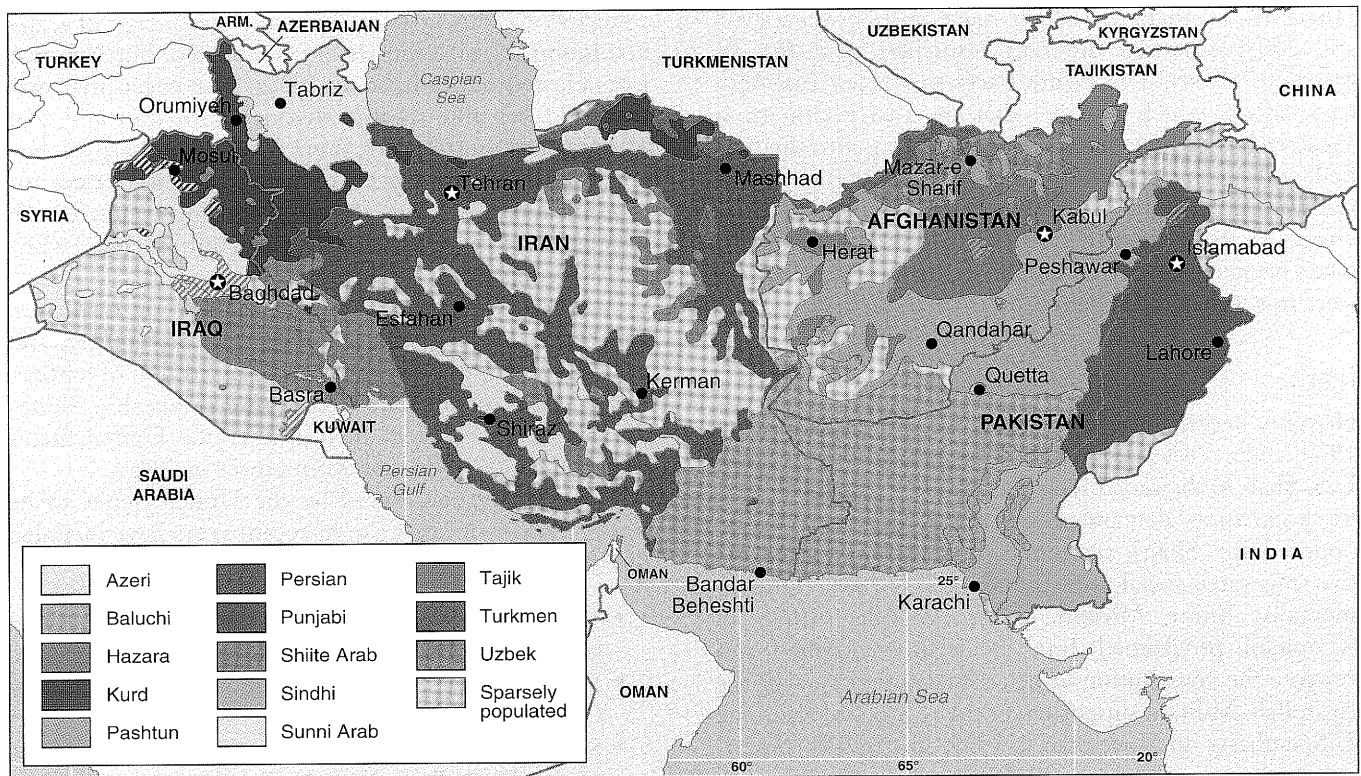 ARM.
AZERBAIJAN
TURKEY
Caspian
Sea
UZBEKISTAN
KYRGYZSTAN
TURKMENISTAN
TAJIKISTAN
CHINA
Orumiyeh
Tabriz
Mosul
Tehran
Mashhad
Mazār-e
Sharif
SYRIA
IRAN
AFGHANISTAN
Kabul
Herāt
Peshawar
Islamabad
Baghdad
Esfahan
IRAQ
Qandahār
Lahore
Basra
Kerman
Quetta
KUWAIT
Shiraz
PAKISTAN
SAUDI
ARABIA
Persian
Gulf
INDIA
OMAN
Bandar
Beheshti
25°
Karachi
OMAN
Arabian Sea
60°
65°
20°
Azeri
Baluchi
Hazara
Kurd
Pashtun
Persian
Punjabi
Shiite Arab
Sindhi
Sunni Arab
Tajik
Turkmen
Uzbek
Sparsely
populated